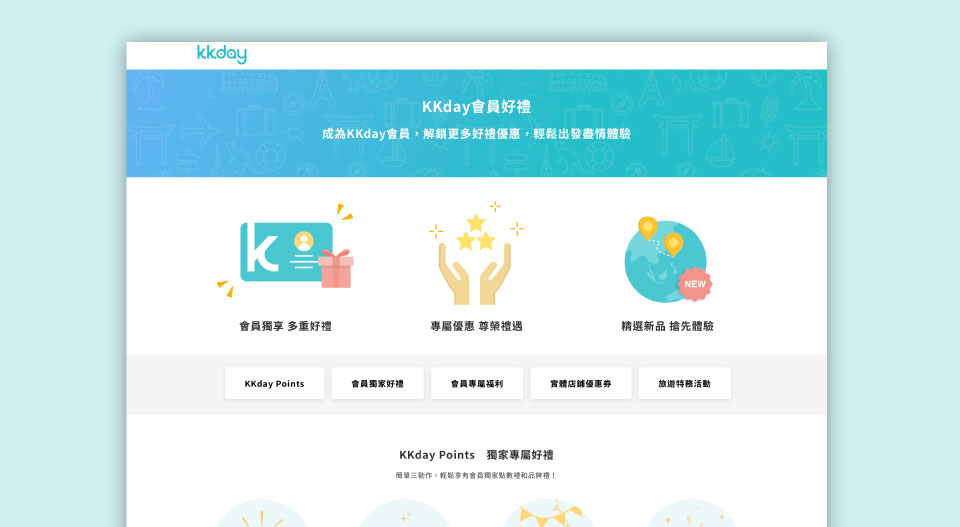 kkday
KKday會員好禮
成為KKday會員，解鎖更多好禮優惠，輕鬆出發盡情體驗
K
NEW
會員獨享 多重好禮
專屬優惠 尊榮禮遇
精選新品 搶先體驗
KKday Points
會員獨家好禮
會員專屬福利
實體店鋪優惠券
旅遊特務活動
KKday Points 獨家專屬好禮
簡單三動作，輕鬆享有會員獨家點數禮和品牌禮！